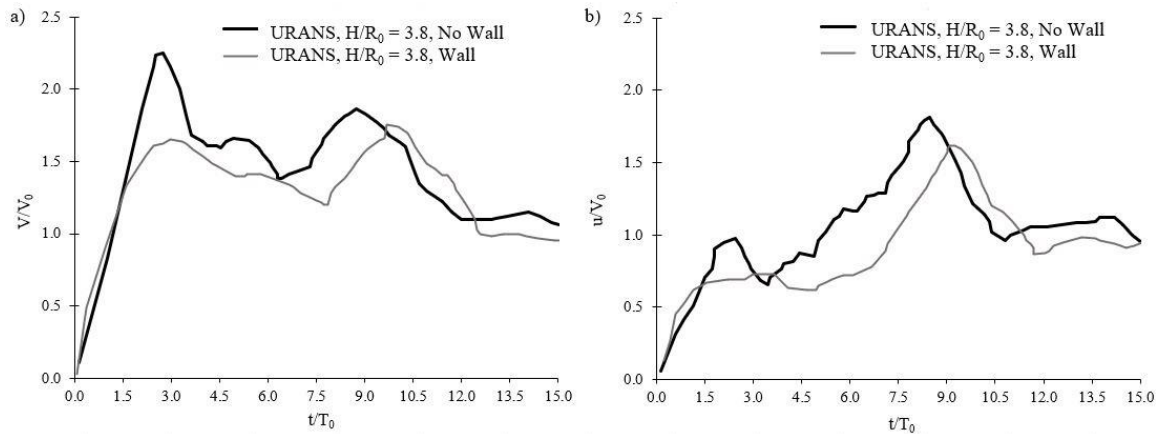 a)
2.5
2.0
1.5
1.0
0.5
0.0
V/V₀
URANS, H/R₀ = 3.8, No Wall
URANS, H/R₀ = 3.8, Wall
0.0 1.5 3.0 4.5 6.0 7.5 9.0 10.5 12.0 13.5 15.0
t/T₀
b)
2.5
2.0
1.5
1.0
0.5
0.0
u/V₀
URANS, H/R₀ = 3.8, No Wall
URANS, H/R₀ = 3.8, Wall
0.0 1.5 3.0 4.5 6.0 7.5 9.0 10.5 12.0 13.5 15.0
t/T₀